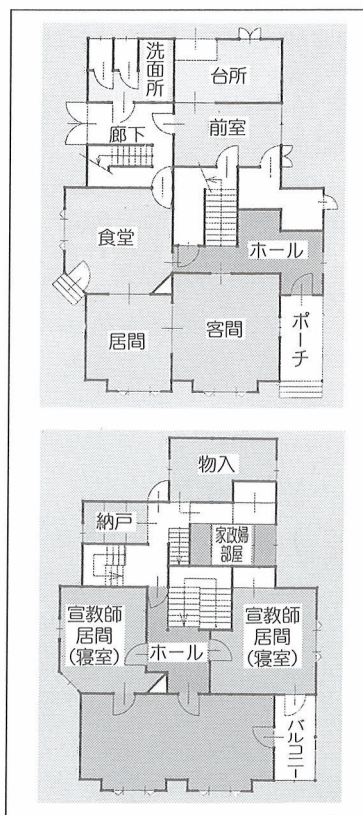 洗面所
台所
廊下
前室
食堂
ホール
居間
客間
ポーチ
物入
納戸
家政婦
部屋
宣教師
居間
(寝室)
ホール
宣教師
居間
(寝室)
バルコニー